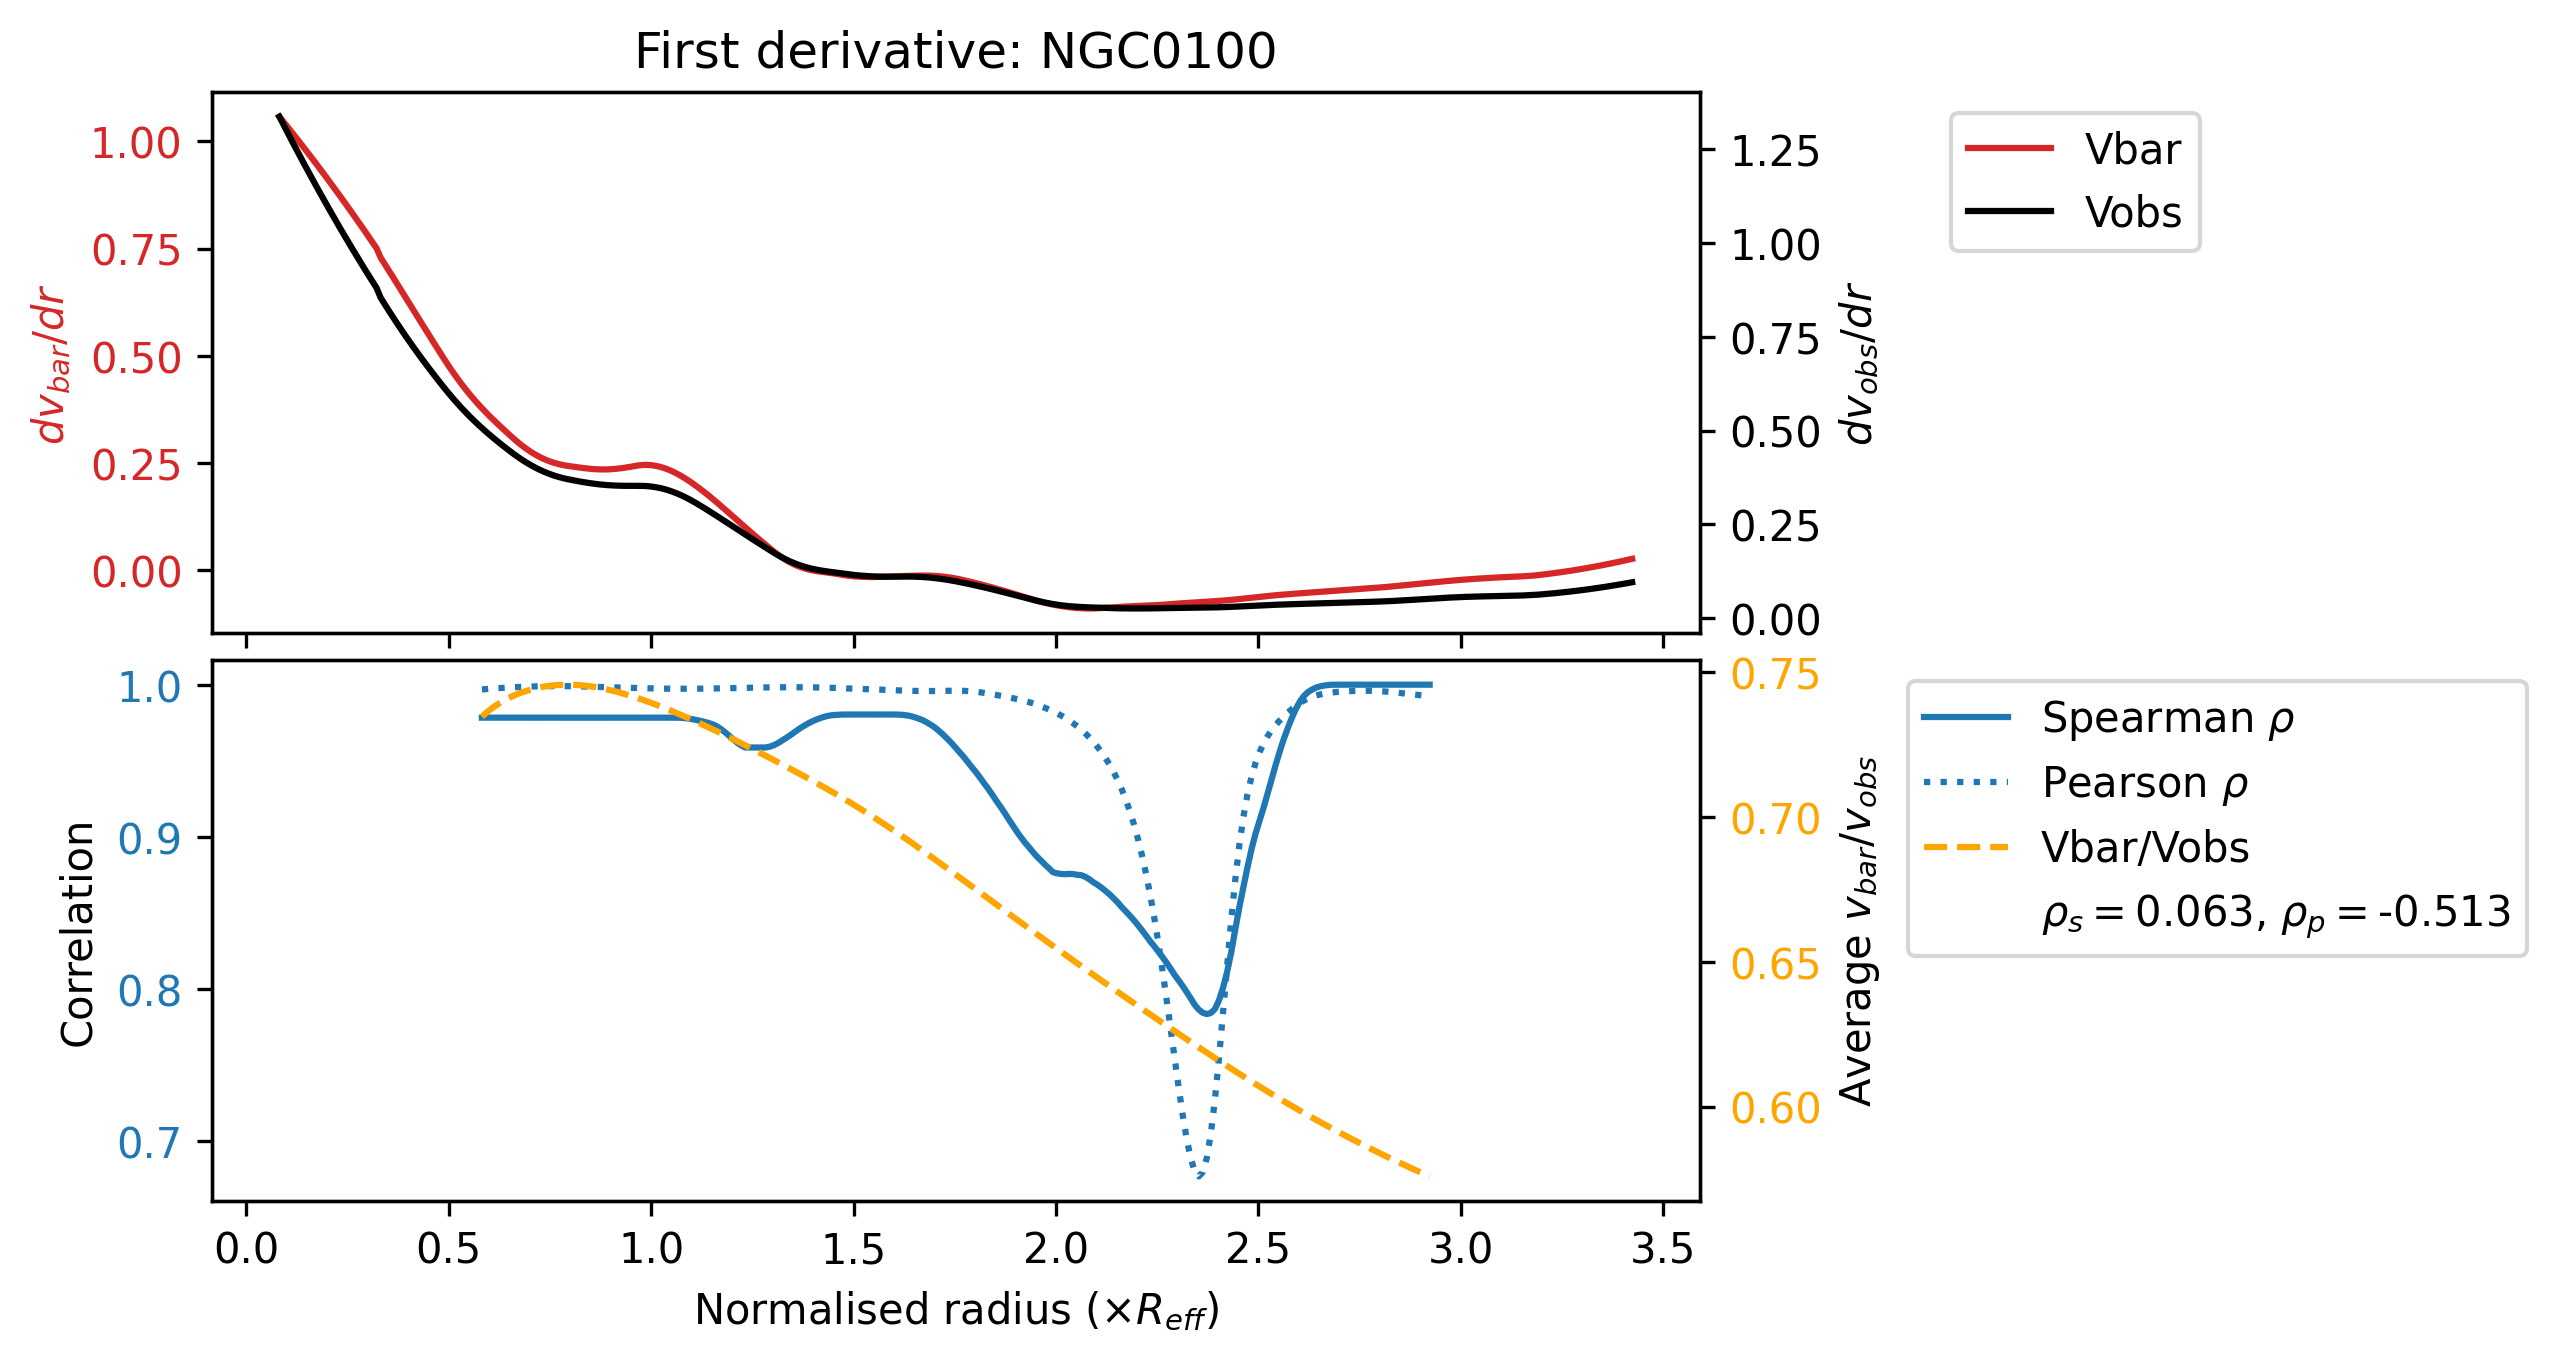 First derivative: NGC0100
1.00
0.75
0.50
0.25
0.00
dv_bar/dr
1.25
1.00
0.75
0.50
0.25
0.00
dv_obs/dr
Vbar
Vobs
1.0
0.9
0.8
0.7
Correlation
0.75
0.70
0.65
0.60
Average v_bar/v_obs
Spearman ρ
Pearson ρ
Vbar/Vobs
ρ_s = 0.063, ρ_p = -0.513
0.0 0.5 1.0 1.5 2.0 2.5 3.0 3.5
Normalised radius (×R_eff)